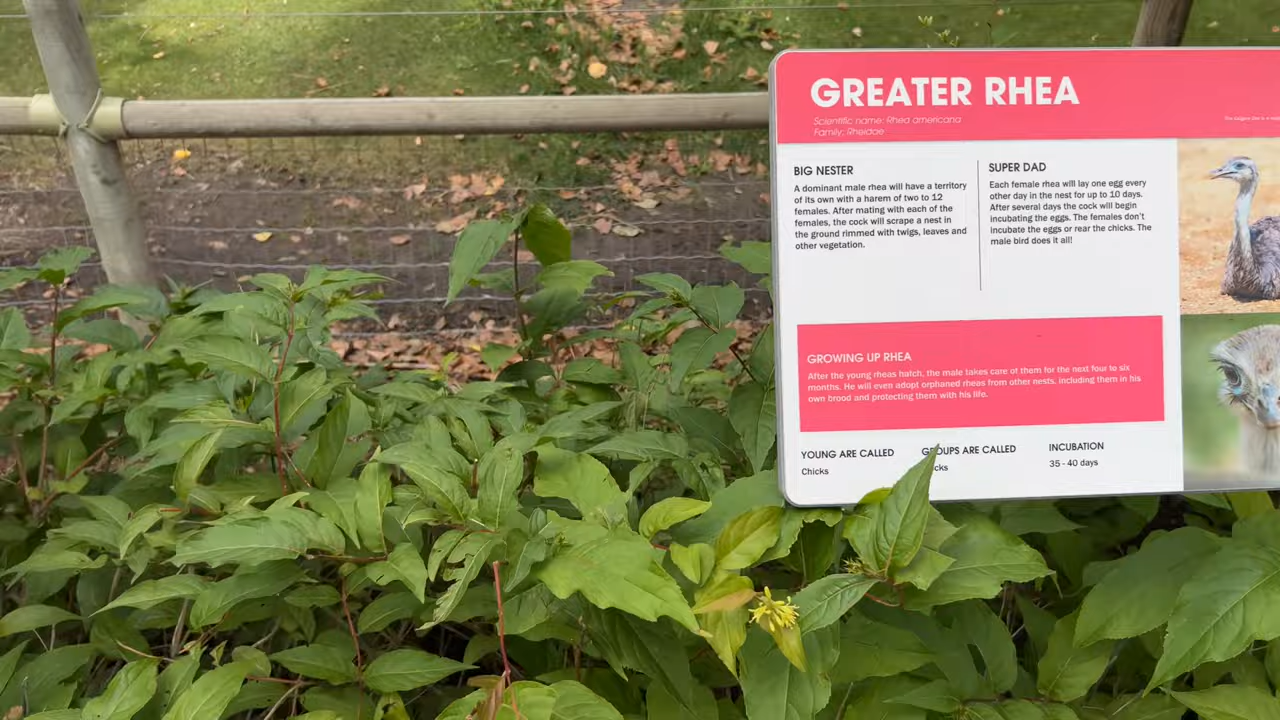 GREATER RHEA
Scientific name: Rhea americana
Family: Rheidae
BIG NESTER
A dominant male rhea will have a territory
of its own with a harem of two to 12
females. After mating with each of the
females, the cock will scrape a nest in
the ground rimmed with twigs, leaves and
other vegetation.
SUPER DAD
Each female rhea will lay one egg every
other day in the nest for up to 10 days.
After several days the cock will begin
incubating the eggs. The females don't
incubate the eggs or rear the chicks. The
male bird does it all!
GROWING UP RHEA
After the young rheas hatch, the male takes care of them for the next four to six
months. He will even adopt orphaned rheas from other nests, including them in his
own brood and protecting them with his life.
YOUNG ARE CALLED
Chicks
ARE CALLED
INCUBATION
35 - 40 days